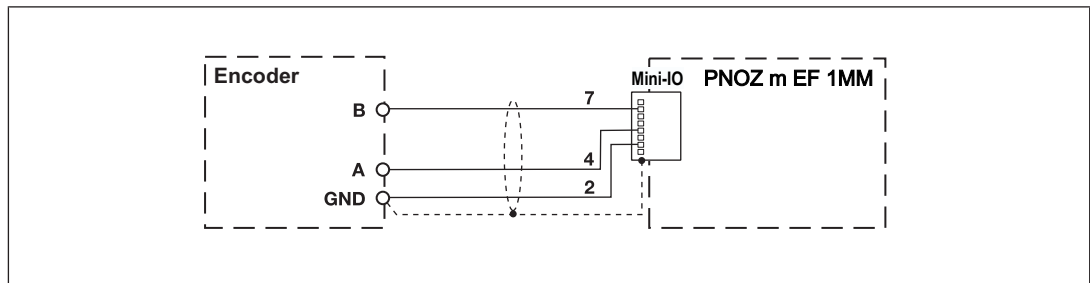 Encoder
Mini-IO
PNOZ m EF 1MM
B
7
A
4
GND
2